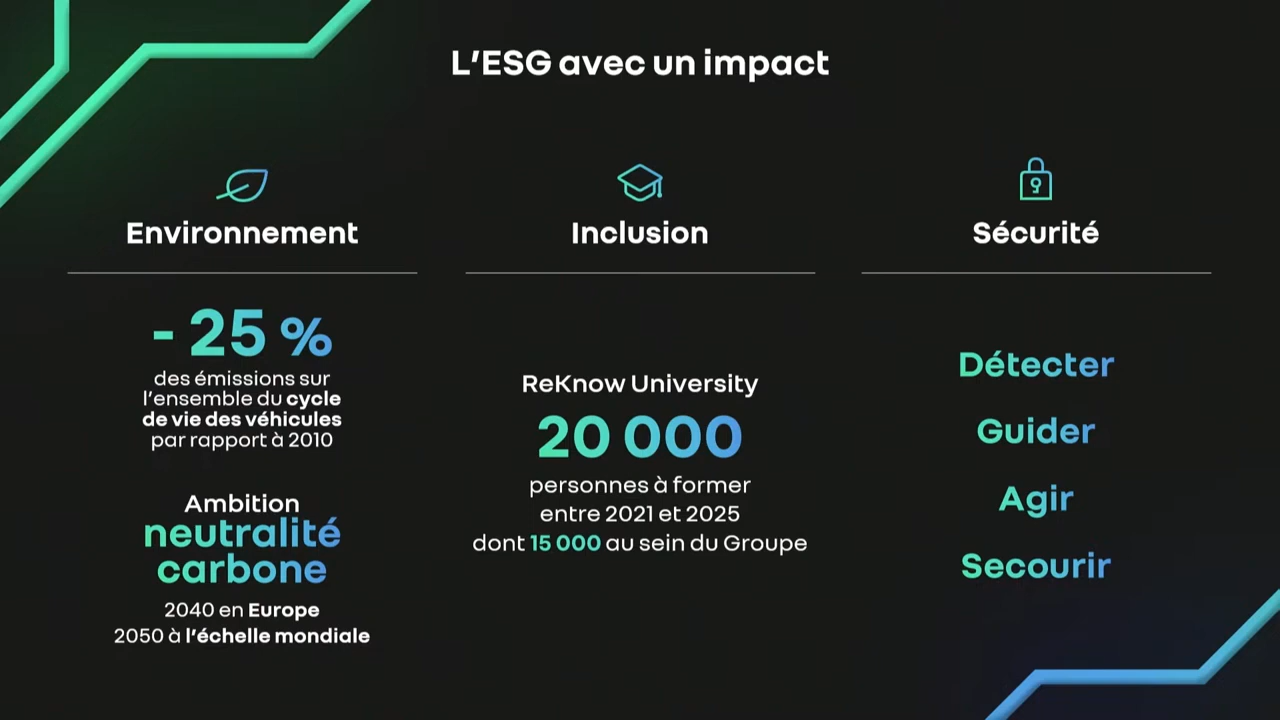 L'ESG avec un impact
Environnement
- 25 %
des émissions sur
l'ensemble du cycle
de vie des véhicules
par rapport à 2010
Ambition
neutralité
carbone
2040 en Europe
2050 à l'échelle mondiale
Inclusion
ReKnow University
20 000
personnes à former
entre 2021 et 2025
dont 15 000 au sein du Groupe
Sécurité
Détecter
Guider
Agir
Secourir